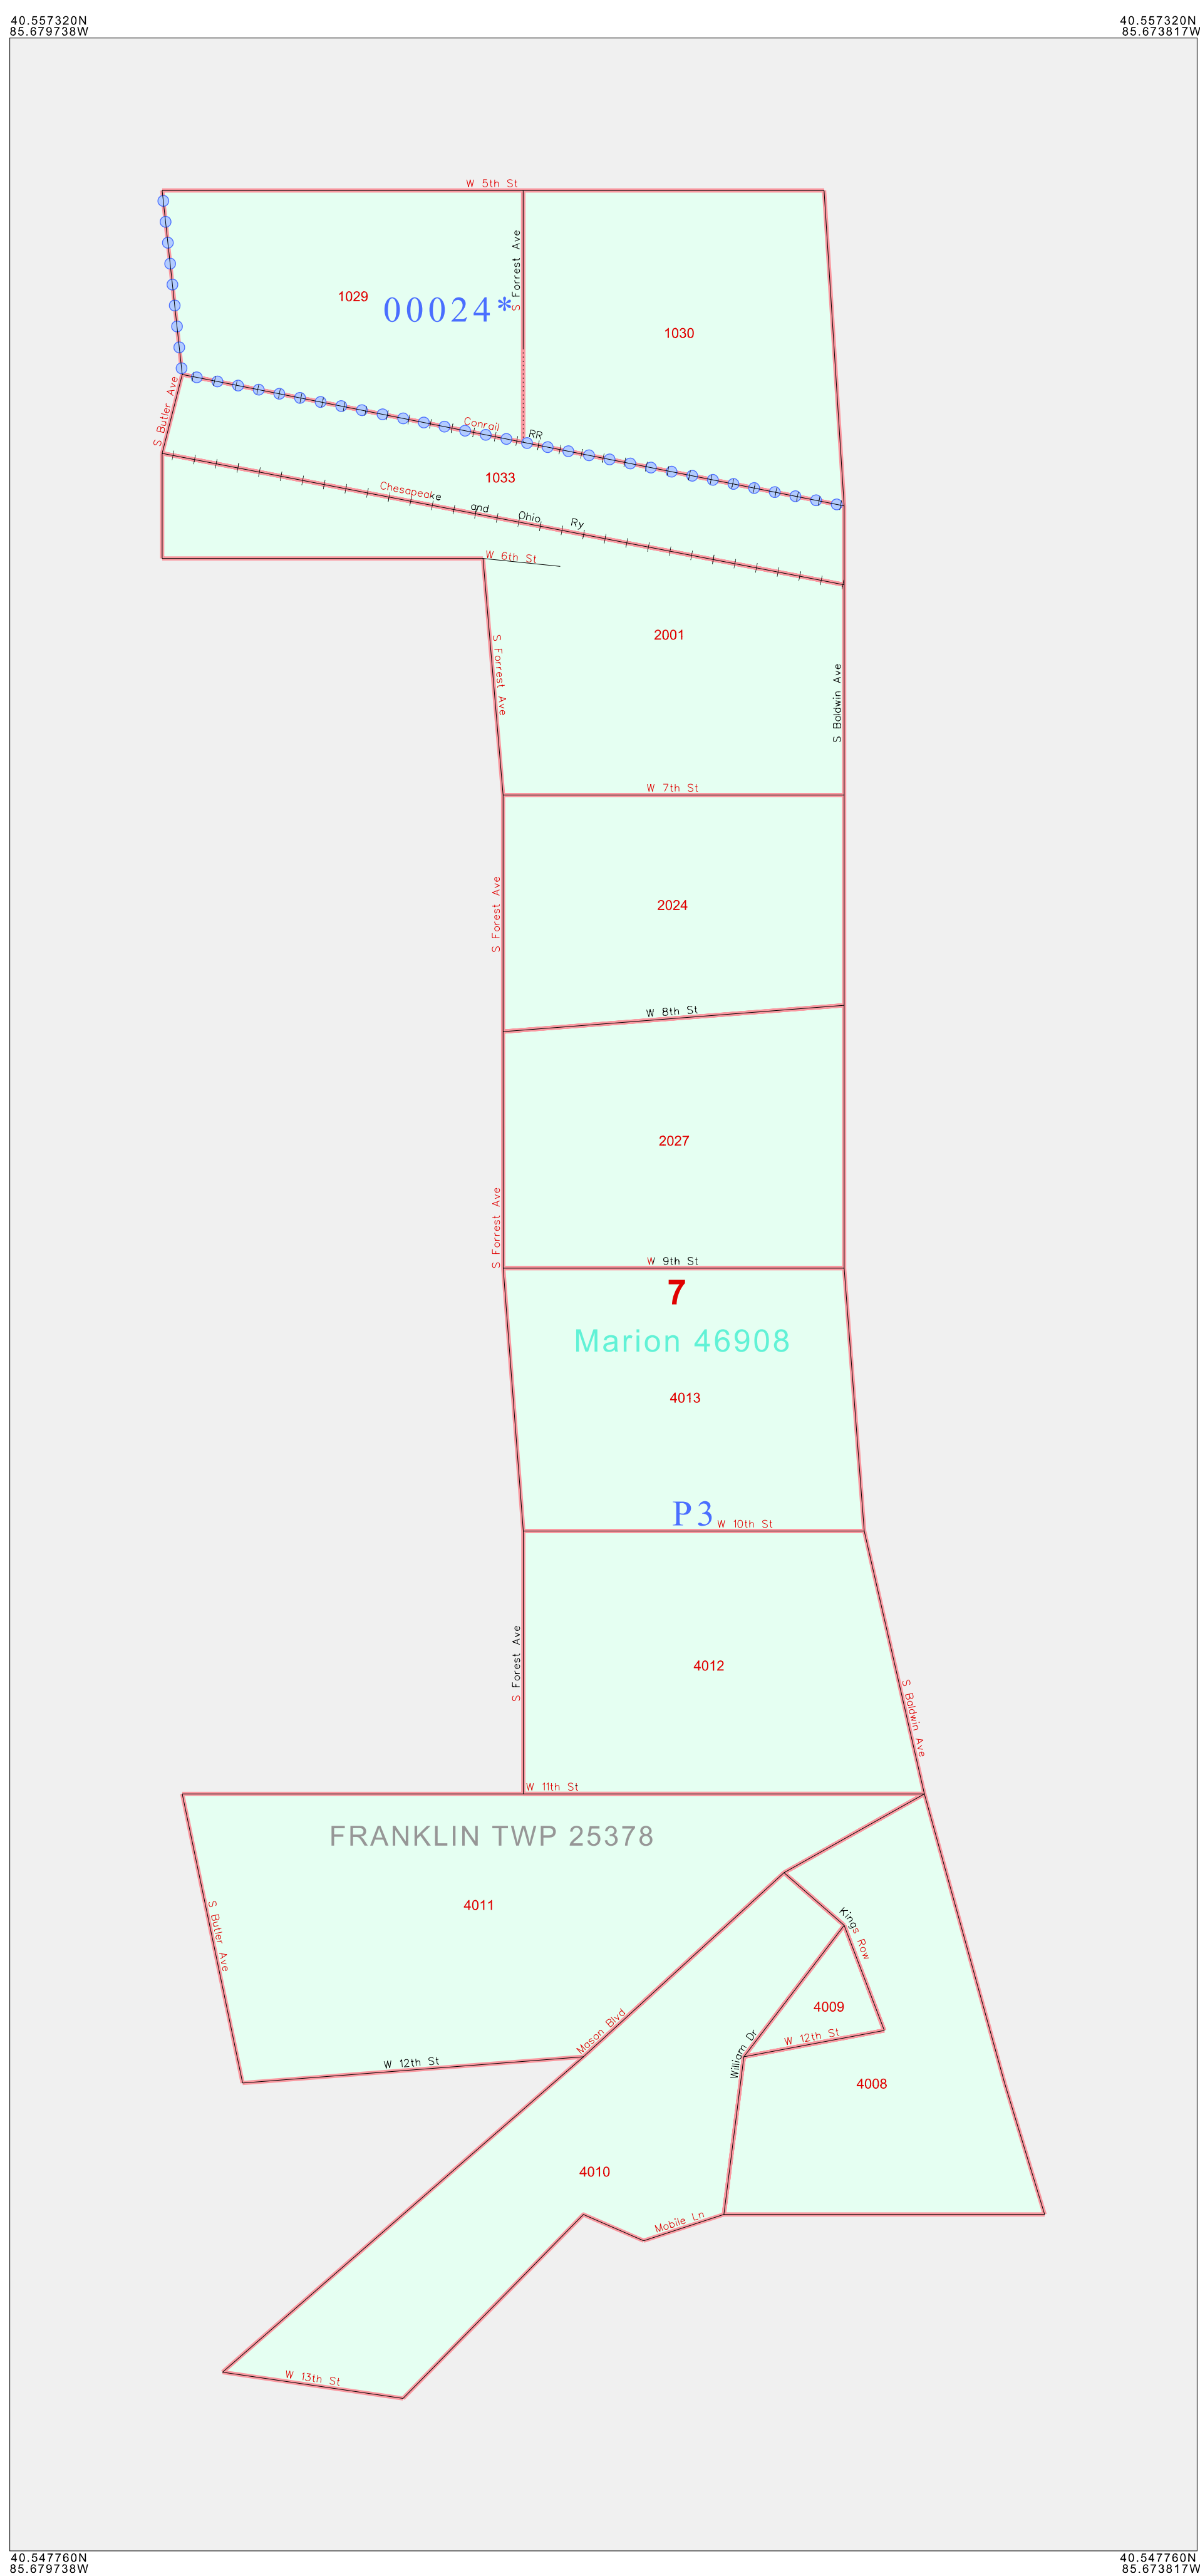 40.557320N
85.679738W
40.557320N
85.673817W
W 5th St
S Forrest Ave
1029
00024*
1030
S Butler Ave
Conrail RR
1033
Chesapeake and Ohio Ry
W 6th St
2001
S Forrest Ave
S Baldwin Ave
W 7th St
S Forest Ave
2024
W 8th St
2027
S Forrest Ave
W 9th St
7
Marion 46908
4013
P3
W 10th St
S Forest Ave
4012
S Baldwin Ave
W 11th St
FRANKLIN TWP 25378
4011
S Butler Ave
Kings Row
4009
Mason Blvd
William Dr
W 12th St
W 12th St
4008
4010
Mobile Ln
W 13th St
40.547760N
85.679738W
40.547760N
85.673817W